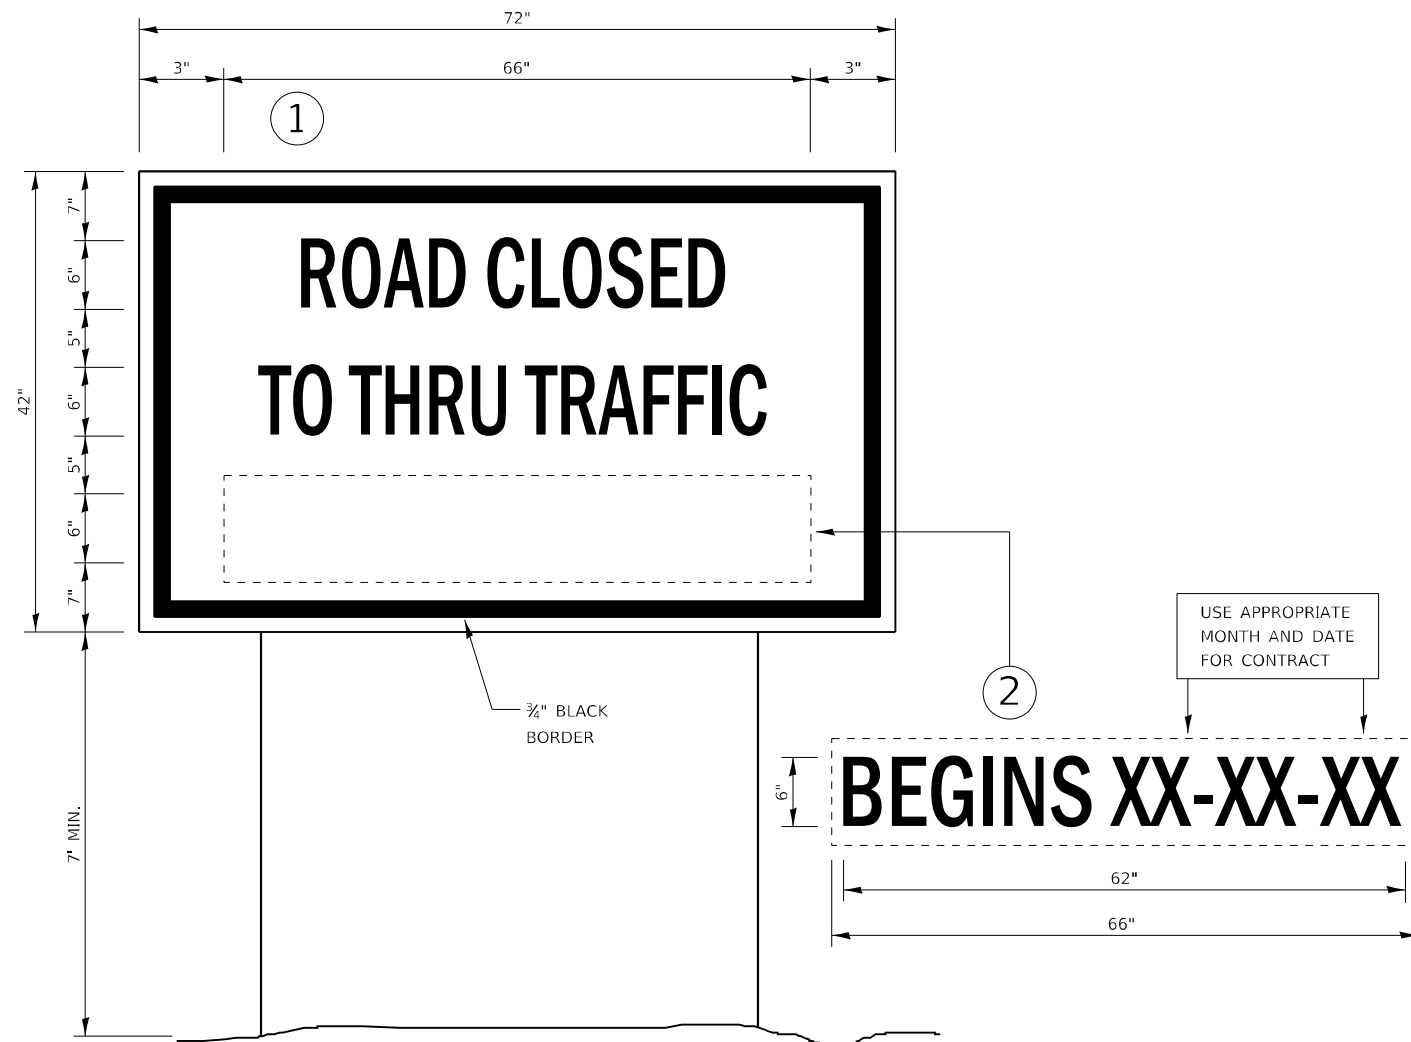 72"
3" 66" 3"
1
42"
7"
6"
5"
6"
5"
6"
7"
ROAD CLOSED
TO THRU TRAFFIC
2
¾" BLACK
BORDER
7' MIN.
USE APPROPRIATE
MONTH AND DATE
FOR CONTRACT
6"
BEGINS XX-XX-XX
62"
66"